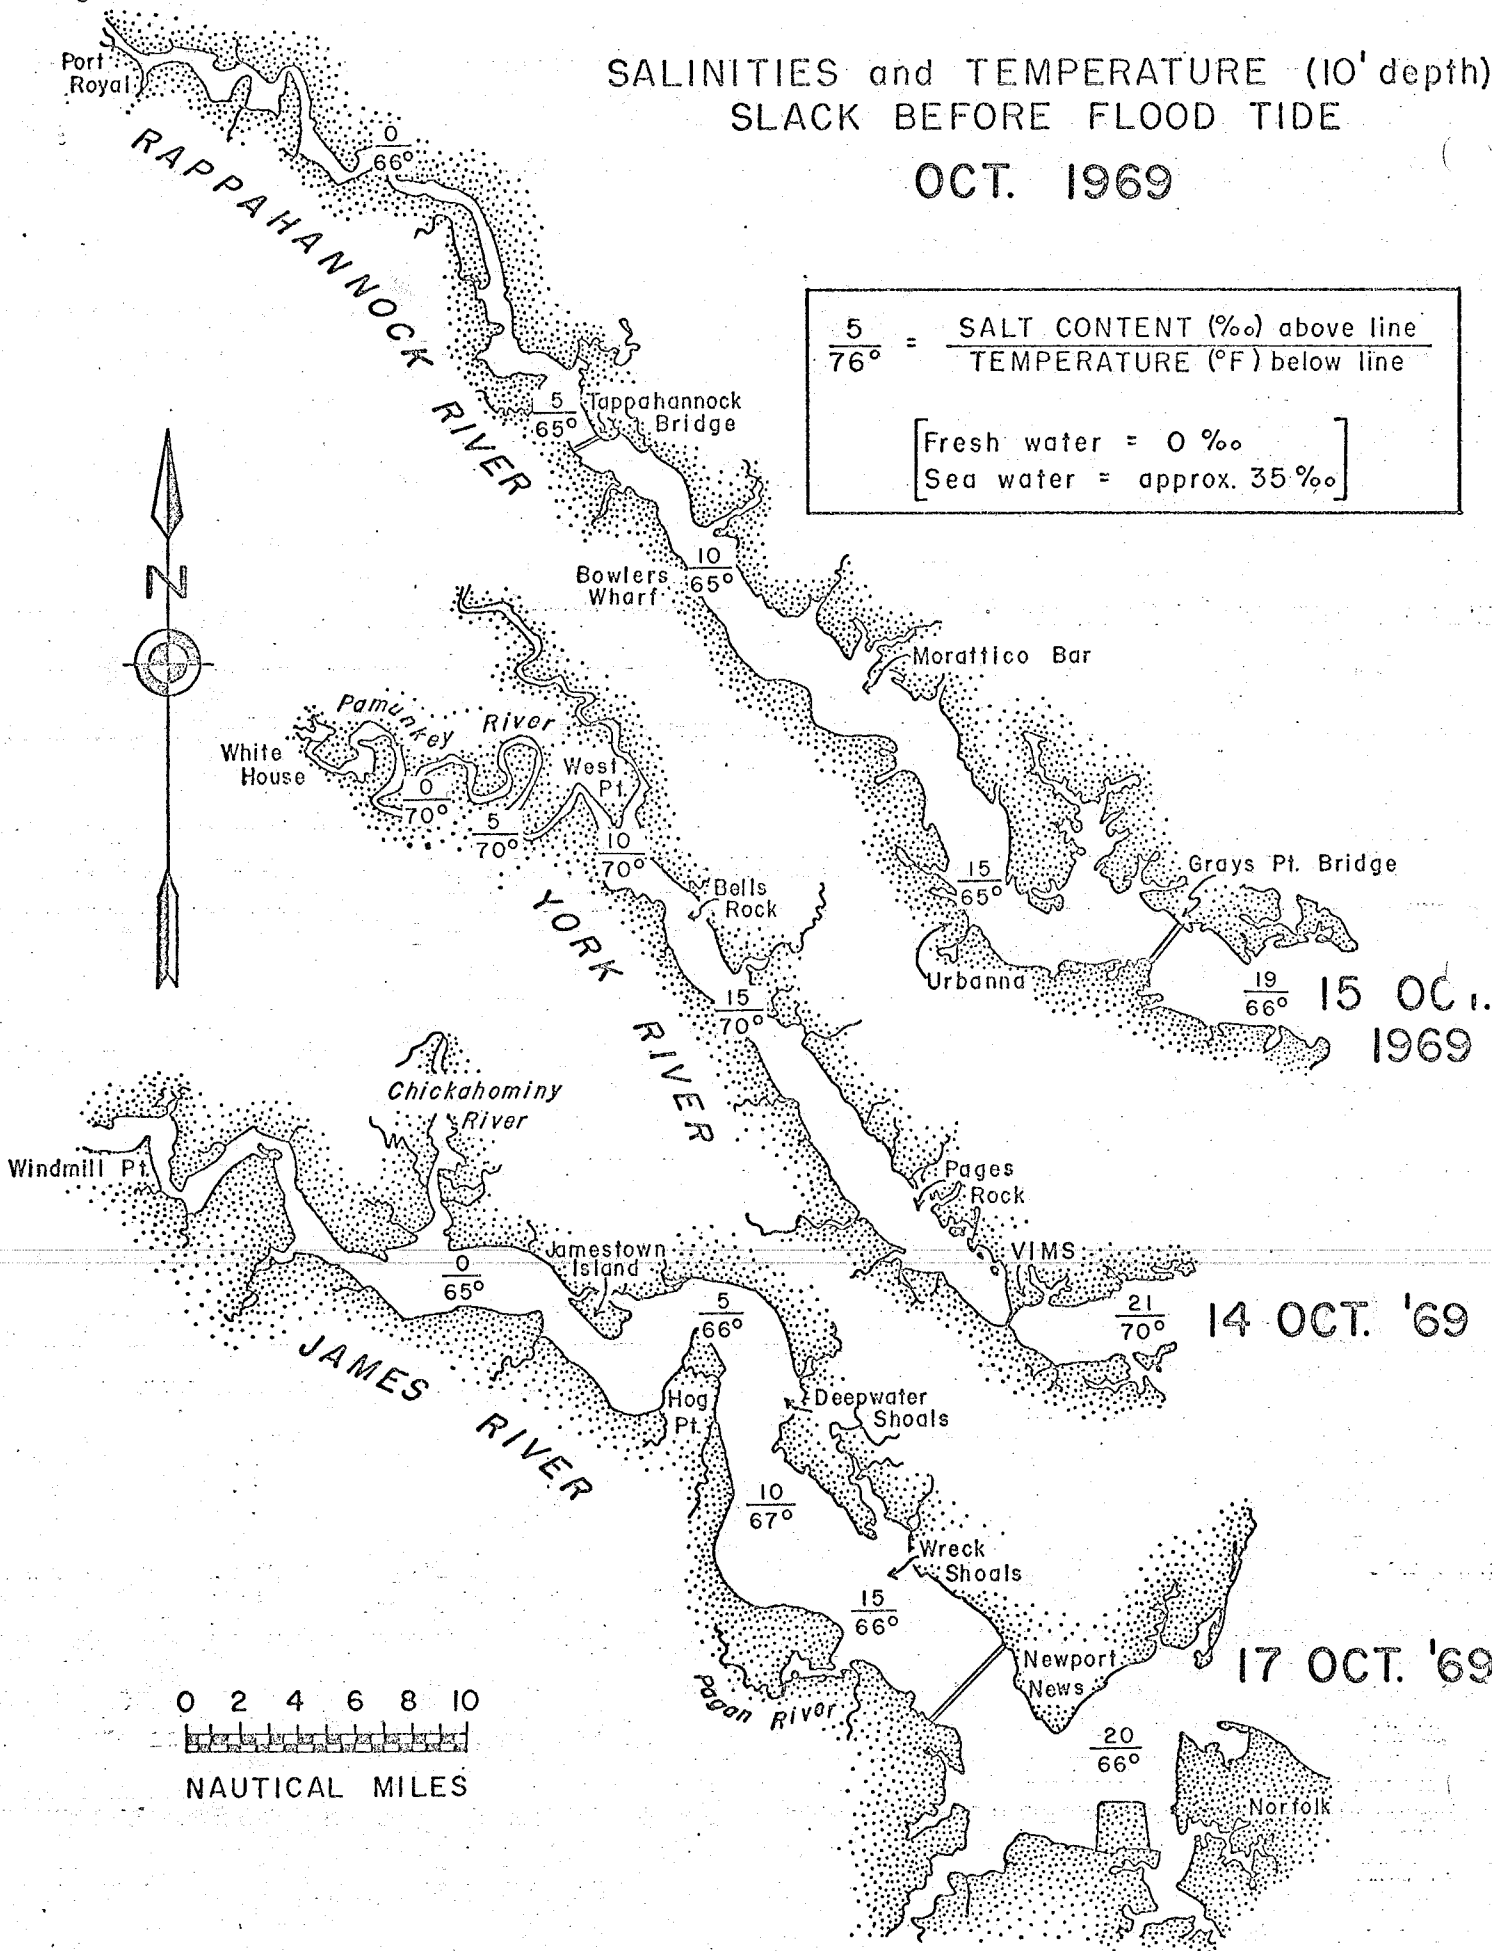 SALINITIES and TEMPERATURE (10' depth)
SLACK BEFORE FLOOD TIDE
OCT. 1969
5 = SALT CONTENT (‰) above line
76° TEMPERATURE (°F) below line
[Fresh water = 0 ‰
Sea water = approx. 35 ‰]
Port
Royal
RAPPAHANNOCK RIVER
0
66°
5
65°
Tappahannock
Bridge
10
65°
Bowlers
Wharf
Morattico Bar
15
65°
Grays Pt. Bridge
Urbanna
19
66°
15 OCT.
1969
N
Pamunkey River
White
House
0
70°
5
70°
West
Pt.
10
70°
Bells
Rock
YORK RIVER
15
70°
Pages
Rock
VIMS
21
70°
14 OCT. '69
Chickahominy
River
Windmill Pt.
0
65°
Jamestown
Island
5
66°
JAMES RIVER
Hog
Pt.
Deepwater
Shoals
10
67°
Wreck
Shoals
15
66°
Pagan River
Newport
News
17 OCT. '69
20
66°
Norfolk
0 2 4 6 8 10
NAUTICAL MILES